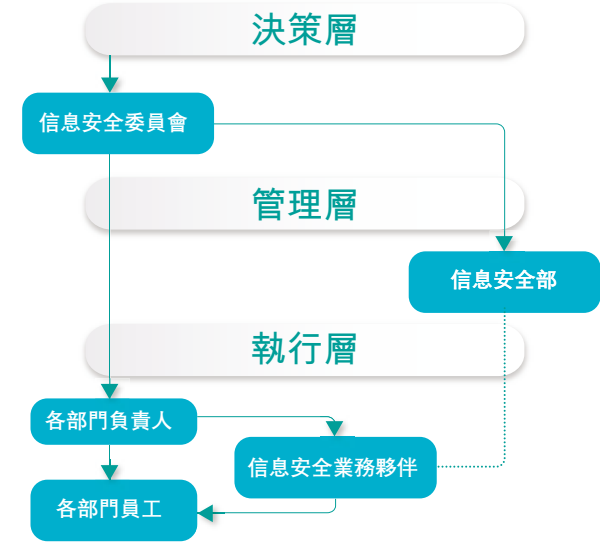 決策層
信息安全委員會
管理層
信息安全部
執行層
各部門負責人
信息安全業務夥伴
各部門員工